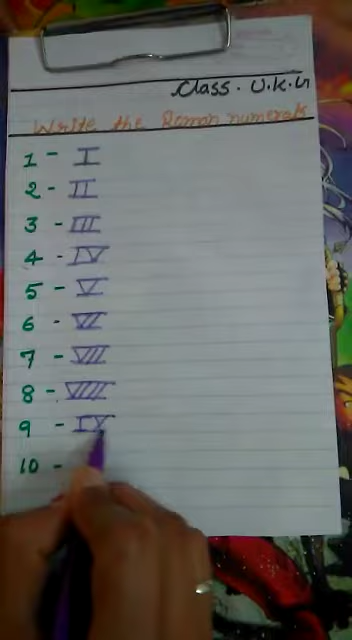 Class. U.K.G
Write the Roman numerals
1 - I
2 - II
3 - III
4 - IV
5 - V
6 - VI
7 - VII
8 - VIII
9 - IX
10 -